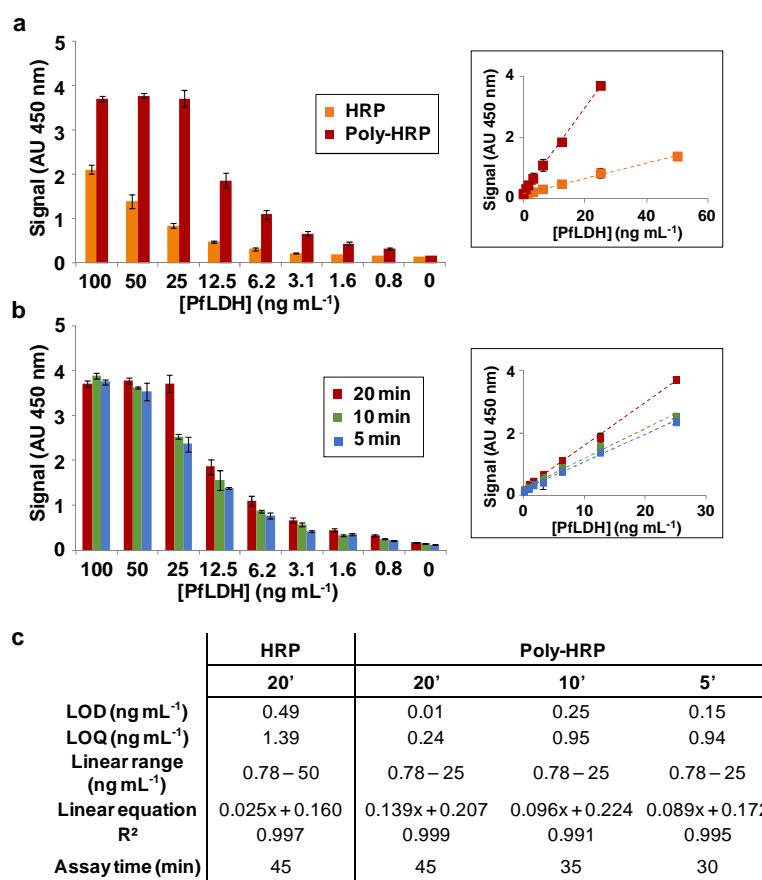 a
Signal (AU 450 nm)
5
4
3
2
1
0
HRP
Poly-HRP
100 50 25 12.5 6.2 3.1 1.6 0.8 0
[PfLDH] (ng mL⁻¹)
Signal (AU 450 nm)
4
2
0
0 20 40 60
[PfLDH] (ng mL⁻¹)
b
Signal (AU 450 nm)
5
4
3
2
1
0
20 min
10 min
5 min
100 50 25 12.5 6.2 3.1 1.6 0.8 0
[PfLDH] (ng mL⁻¹)
Signal (AU 450 nm)
4
2
0
0 10 20 30
[PfLDH] (ng mL⁻¹)
c
HRP Poly-HRP
20’ 20’ 10’ 5’
LOD (ng mL⁻¹) 0.49 0.01 0.25 0.15
LOQ (ng mL⁻¹) 1.39 0.24 0.95 0.94
Linear range
(ng mL⁻¹) 0.78 – 50 0.78 – 25 0.78 – 25 0.78 – 25
Linear equation 0.025x + 0.160 0.139x + 0.207 0.096x + 0.224 0.089x + 0.172
R² 0.997 0.999 0.991 0.995
Assay time (min) 45 45 35 30